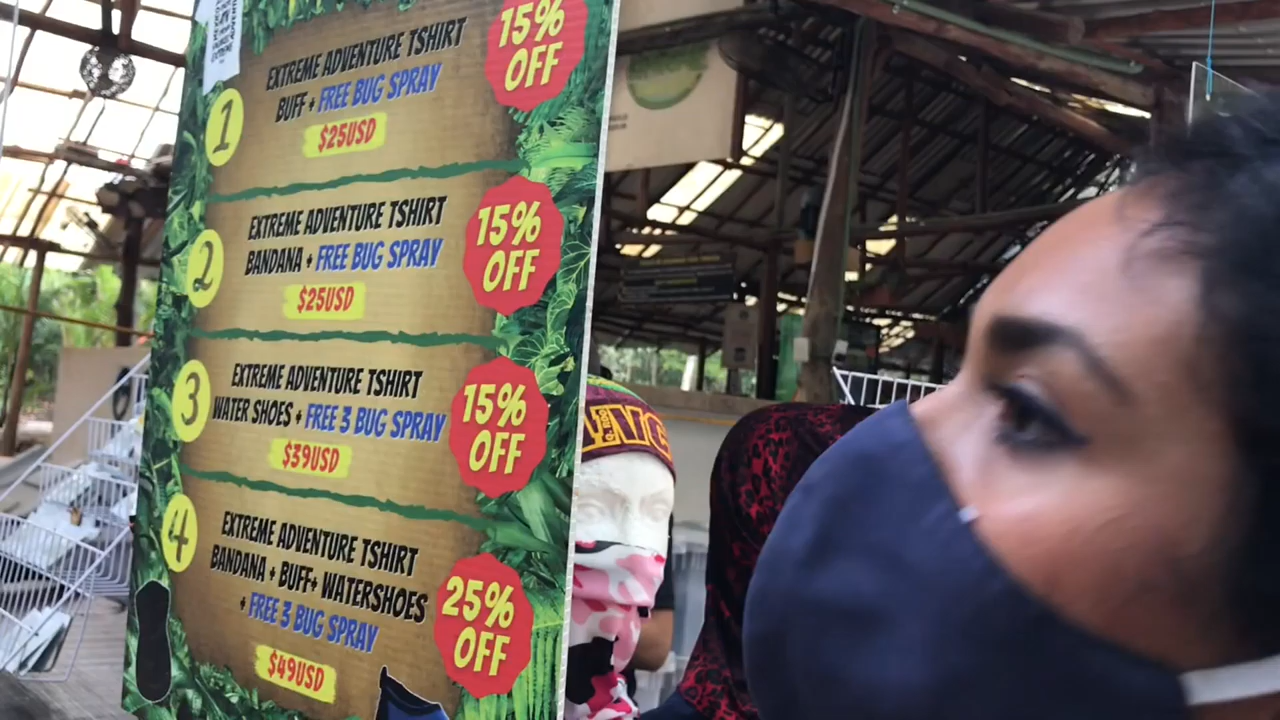 1
EXTREME ADVENTURE TSHIRT
BUFF + FREE BUG SPRAY
$25USD
15%
OFF
2
EXTREME ADVENTURE TSHIRT
BANDANA + FREE BUG SPRAY
$25USD
15%
OFF
3
EXTREME ADVENTURE TSHIRT
WATER SHOES + FREE 3 BUG SPRAY
$39USD
15%
OFF
4
EXTREME ADVENTURE TSHIRT
BANDANA + BUFF+ WATERSHOES
+ FREE 3 BUG SPRAY
$49USD
25%
OFF